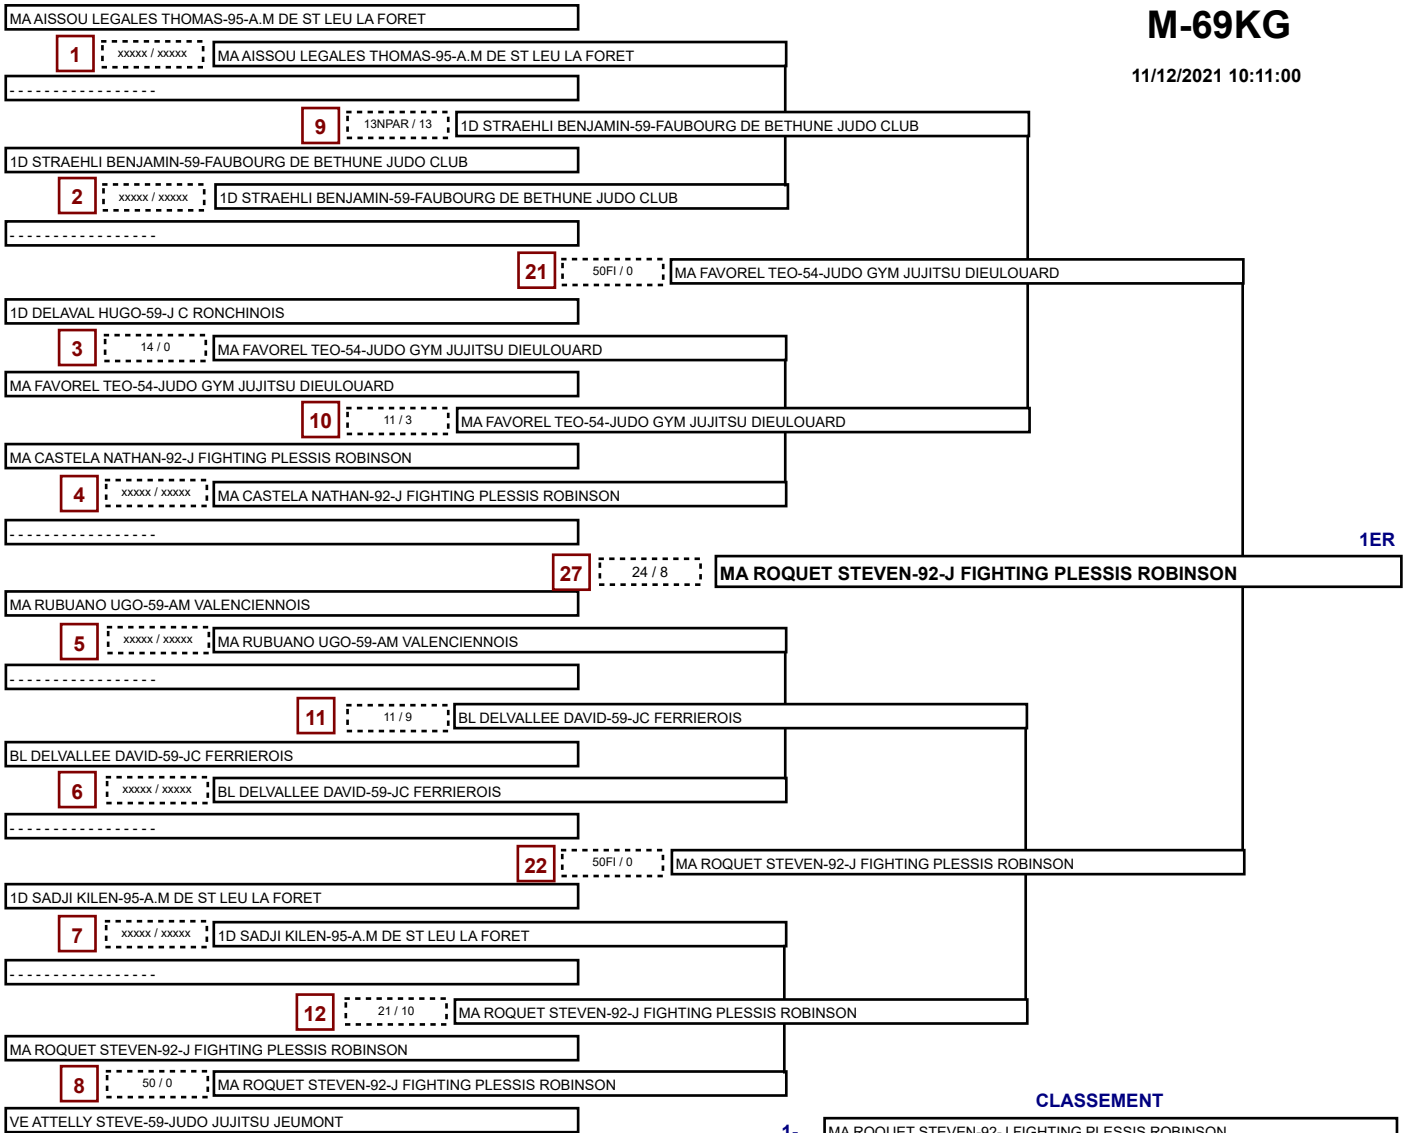 MA AISSOU LEGALES THOMAS-95-A.M DE ST LEU LA FORET
M-69KG
1 xxxxx / xxxxx MA AISSOU LEGALES THOMAS-95-A.M DE ST LEU LA FORET
11/12/2021 10:11:00
- - - - - - - - - - - - - - - - -
9 13NPAR / 13 1D STRAEHLI BENJAMIN-59-FAUBOURG DE BETHUNE JUDO CLUB
1D STRAEHLI BENJAMIN-59-FAUBOURG DE BETHUNE JUDO CLUB
2 xxxxx / xxxxx 1D STRAEHLI BENJAMIN-59-FAUBOURG DE BETHUNE JUDO CLUB
- - - - - - - - - - - - - - - - -
21 50FI / 0 MA FAVOREL TEO-54-JUDO GYM JUJITSU DIEULOUARD
1D DELAVAL HUGO-59-J C RONCHINOIS
3 14 / 0 MA FAVOREL TEO-54-JUDO GYM JUJITSU DIEULOUARD
MA FAVOREL TEO-54-JUDO GYM JUJITSU DIEULOUARD
10 11 / 3 MA FAVOREL TEO-54-JUDO GYM JUJITSU DIEULOUARD
MA CASTELA NATHAN-92-J FIGHTING PLESSIS ROBINSON
4 xxxxx / xxxxx MA CASTELA NATHAN-92-J FIGHTING PLESSIS ROBINSON
- - - - - - - - - - - - - - - - -
1ER
27 24 / 8 MA ROQUET STEVEN-92-J FIGHTING PLESSIS ROBINSON
MA RUBUANO UGO-59-AM VALENCIENNOIS
5 xxxxx / xxxxx MA RUBUANO UGO-59-AM VALENCIENNOIS
- - - - - - - - - - - - - - - - -
11 11 / 9 BL DELVALLEE DAVID-59-JC FERRIEROIS
BL DELVALLEE DAVID-59-JC FERRIEROIS
6 xxxxx / xxxxx BL DELVALLEE DAVID-59-JC FERRIEROIS
- - - - - - - - - - - - - - - - -
22 50FI / 0 MA ROQUET STEVEN-92-J FIGHTING PLESSIS ROBINSON
1D SADJI KILEN-95-A.M DE ST LEU LA FORET
7 xxxxx / xxxxx 1D SADJI KILEN-95-A.M DE ST LEU LA FORET
- - - - - - - - - - - - - - - - -
12 21 / 10 MA ROQUET STEVEN-92-J FIGHTING PLESSIS ROBINSON
MA ROQUET STEVEN-92-J FIGHTING PLESSIS ROBINSON
8 50 / 0 MA ROQUET STEVEN-92-J FIGHTING PLESSIS ROBINSON
CLASSEMENT
VE ATTELLY STEVE-59-JUDO JUJITSU JEUMONT
1- MA ROQUET STEVEN-92-J FIGHTING PLESSIS ROBINSON